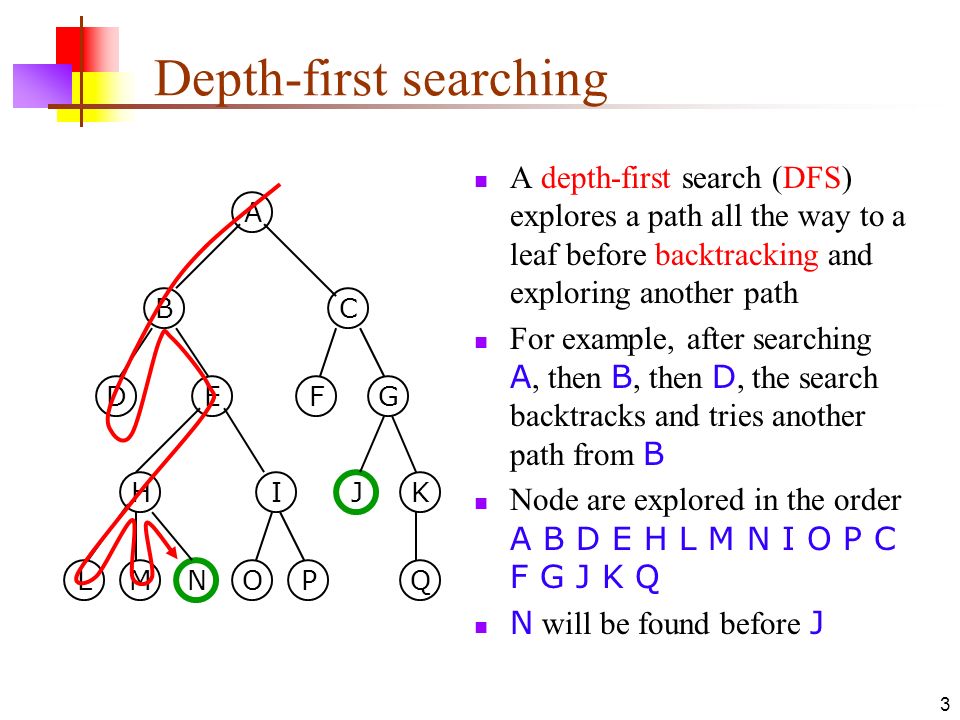 Depth-first searching
A
B C
D E F G
H I J K
L M N O P Q
A depth-first search (DFS)
explores a path all the way to a
leaf before backtracking and
exploring another path
For example, after searching
A, then B, then D, the search
backtracks and tries another
path from B
Node are explored in the order
A B D E H L M N I O P C
F G J K Q
N will be found before J
3